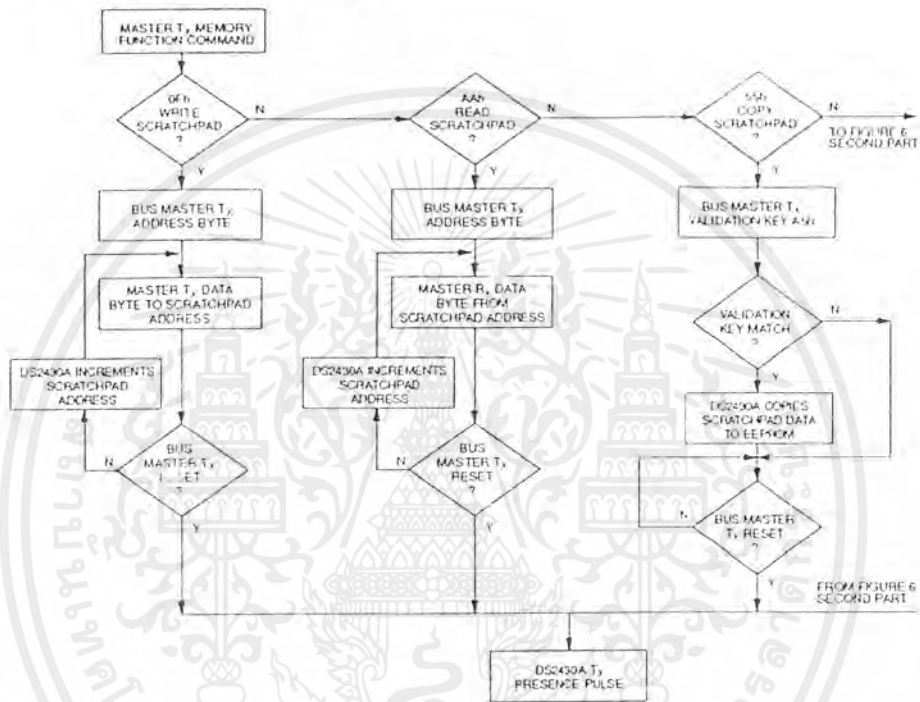 MASTER Tx MEMORY
FUNCTION COMMAND
0Fh
WRITE
SCRATCHPAD
?
N
Y
AAh
READ
SCRATCHPAD
?
N
Y
55h
COPY
SCRATCHPAD
?
N
Y
TO FIGURE 6
SECOND PART
BUS MASTER Tx
ADDRESS BYTE
BUS MASTER Tx
ADDRESS BYTE
BUS MASTER Tx
VALIDATION KEY A5h
MASTER Tx DATA
BYTE TO SCRATCHPAD
ADDRESS
MASTER Rx DATA
BYTE FROM
SCRATCHPAD ADDRESS
VALIDATION
KEY MATCH
?
N
Y
DS2430A INCREMENTS
SCRATCHPAD
ADDRESS
DS2430A INCREMENTS
SCRATCHPAD
ADDRESS
DS2430A COPIES
SCRATCHPAD DATA
TO EEPROM
BUS
MASTER Tx
?
N
Y
BUS
MASTER Tx
RESET
?
N
Y
BUS MASTER
Tx RESET
?
N
Y
FROM FIGURE 6
SECOND PART
DS2430A Tx
PRESENCE PULSE